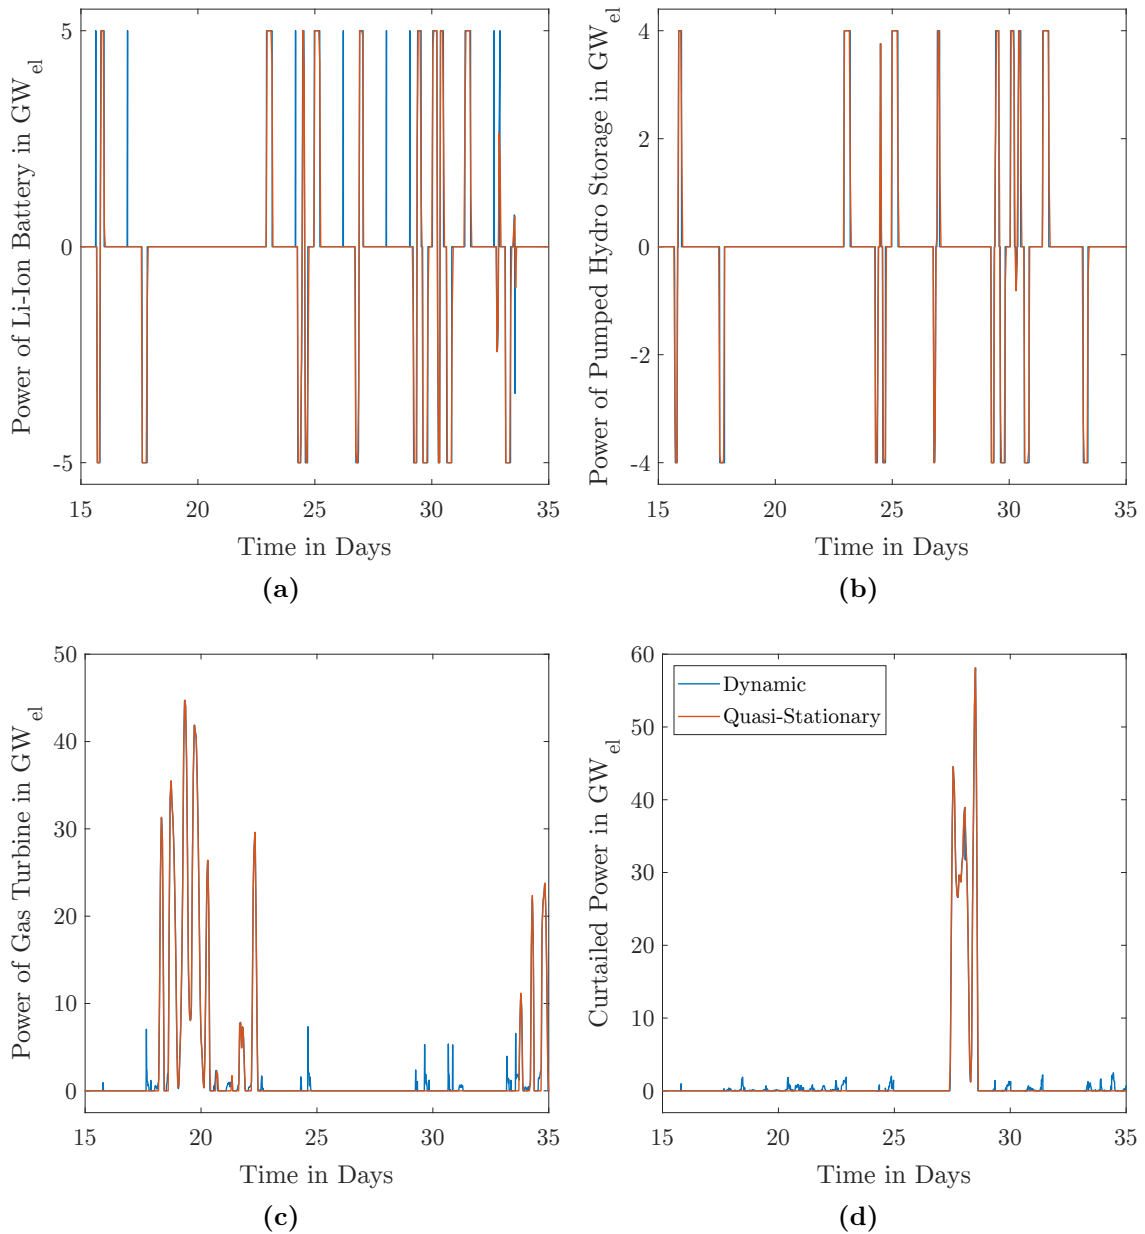 Power of Li-Ion Battery in GW_el
5
0
-5
15 20 25 30 35
Time in Days
(a)
Power of Pumped Hydro Storage in GW_el
4
2
0
-2
-4
15 20 25 30 35
Time in Days
(b)
Power of Gas Turbine in GW_el
50
40
30
20
10
0
15 20 25 30 35
Time in Days
(c)
Curtailed Power in GW_el
60
50
40
30
20
10
0
Dynamic
Quasi-Stationary
15 20 25 30 35
Time in Days
(d)